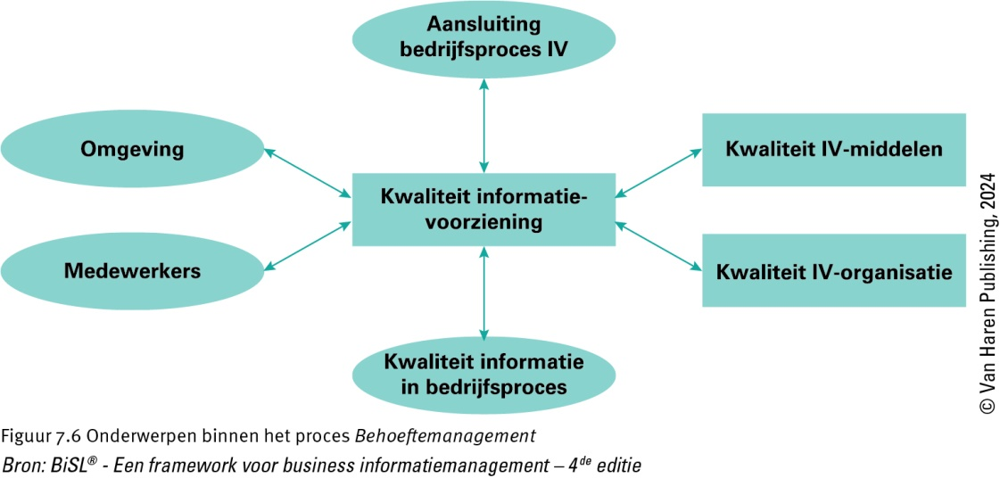 Aansluiting
bedrijfsproces IV
Omgeving
Kwaliteit IV-middelen
Kwaliteit informatie-
voorziening
Medewerkers
Kwaliteit IV-organisatie
Kwaliteit informatie
in bedrijfsproces
© Van Haren Publishing, 2024
Figuur 7.6 Onderwerpen binnen het proces Behoeftemanagement
Bron: BiSL® - Een framework voor business informatiemanagement – 4de editie